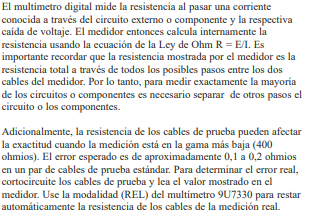 El multímetro digital mide la resistencia al pasar una corriente
conocida a través del circuito externo o componente y la respectiva
caída de voltaje. El medidor entonces calcula internamente la
resistencia usando la ecuación de la Ley de Ohm R = E/I. Es
importante recordar que la resistencia mostrada por el medidor es la
resistencia total a través de todos los posibles pasos entre los dos
cables del medidor. Por lo tanto, para medir exactamente la mayoría
de los circuitos o componentes es necesario separar de otros pasos el
circuito o los componentes.
Adicionalmente, la resistencia de los cables de prueba pueden afectar
la exactitud cuando la medición está en la gama más baja (400
ohmios). El error esperado es de aproximadamente 0,1 a 0,2 ohmios
en un par de cables de prueba estándar. Para determinar el error real,
cortocircuite los cables de prueba y lea el valor mostrado en el
medidor. Use la modalidad (REL) del multímetro 9U7330 para restar
automáticamente la resistencia de los cables de la medición real.